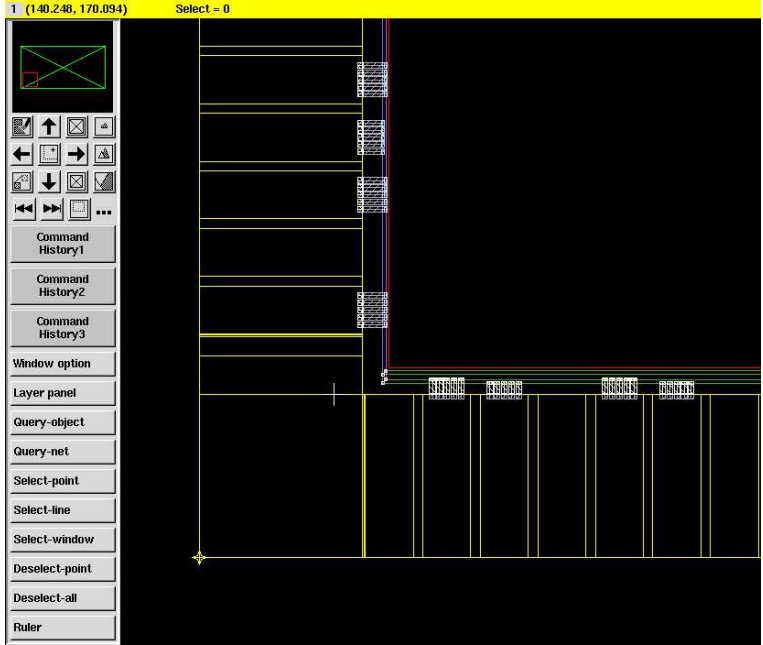 1 (140.248, 170.094) Select = 0
...
Command
History1
Command
History2
Command
History3
Window option
Layer panel
Query-object
Query-net
Select-point
Select-line
Select-window
Deselect-point
Deselect-all
Ruler